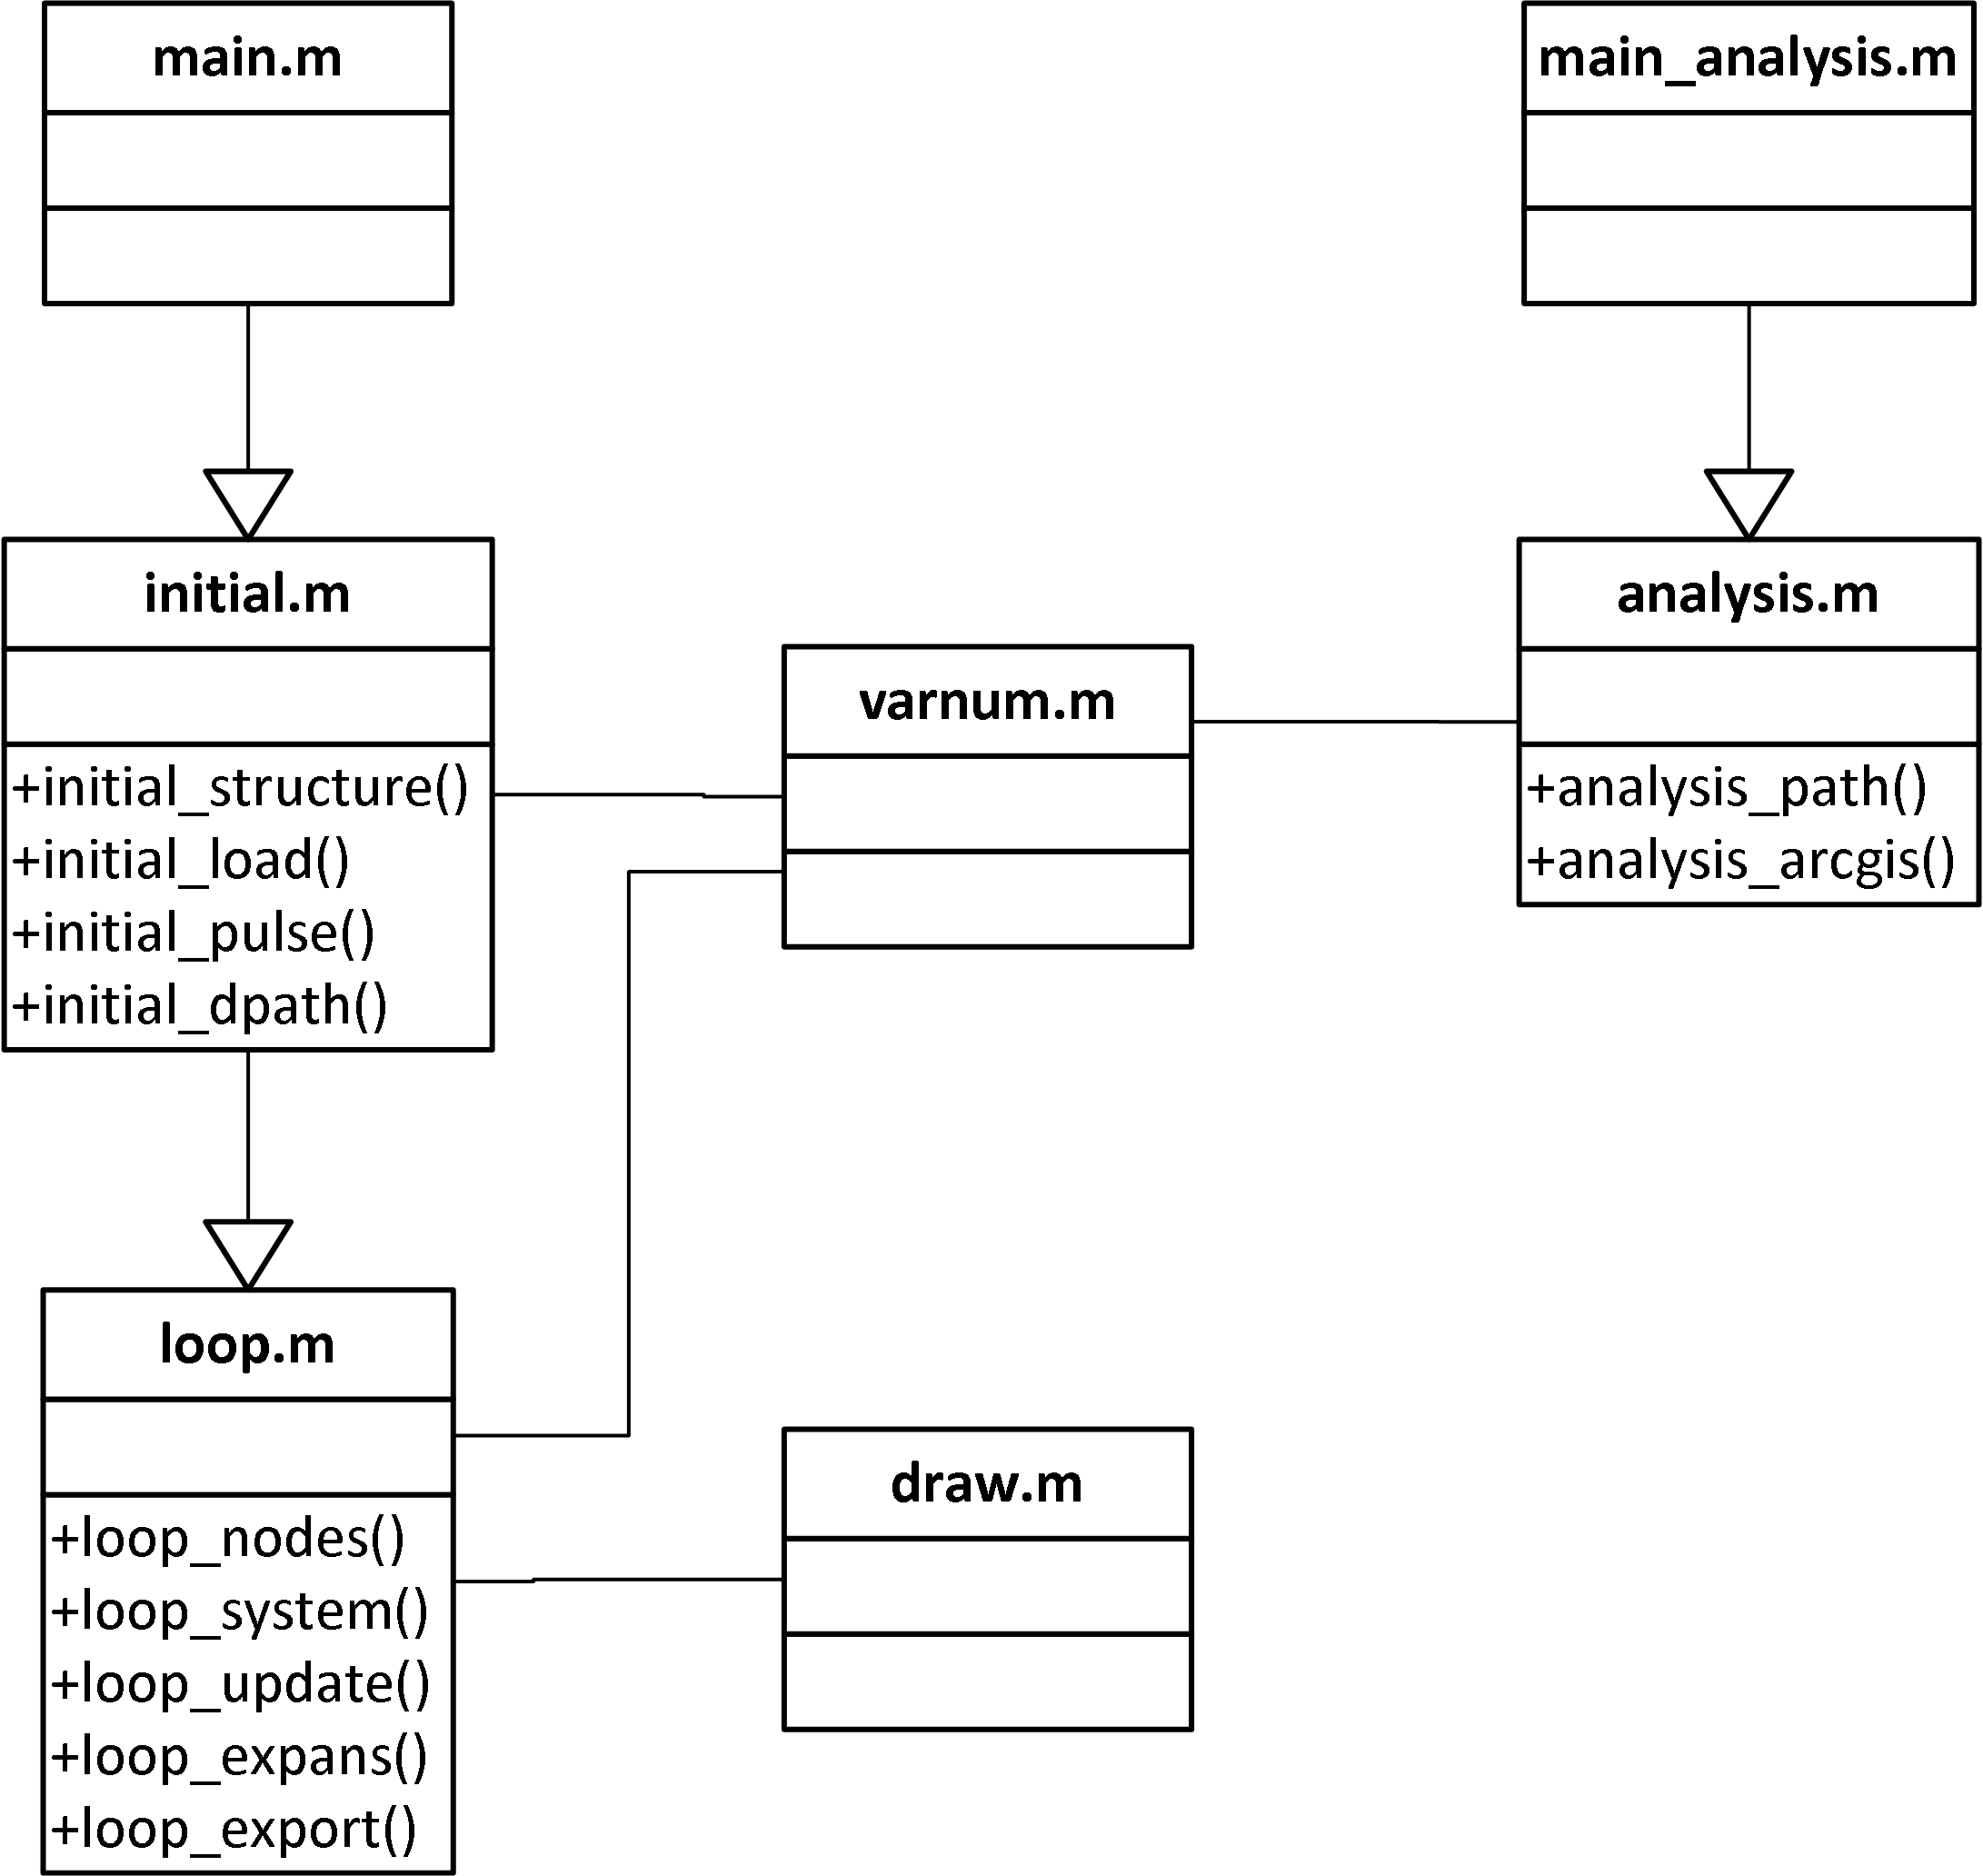 main.m
main_analysis.m
initial.m
+initial_structure()
+initial_load()
+initial_pulse()
+initial_dpath()
varnum.m
analysis.m
+analysis_path()
+analysis_arcgis()
loop.m
+loop_nodes()
+loop_system()
+loop_update()
+loop_expans()
+loop_export()
draw.m